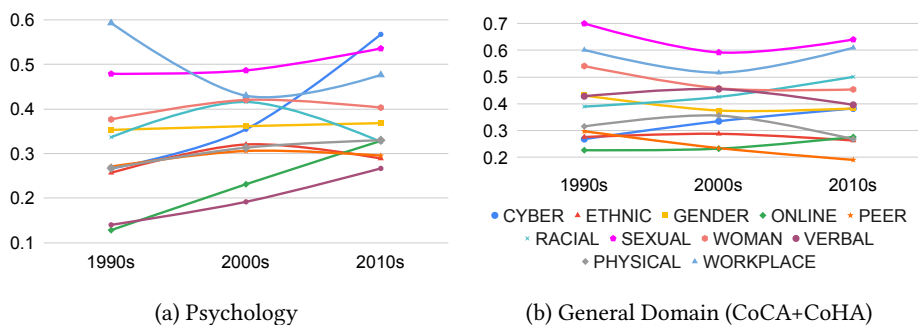 0.6
0.5
0.4
0.3
0.2
0.1
1990s 2000s 2010s
(a) Psychology
0.7
0.6
0.5
0.4
0.3
0.2
1990s 2000s 2010s
CYBER ETHNIC GENDER ONLINE PEER
RACIAL SEXUAL WOMAN VERBAL
PHYSICAL WORKPLACE
(b) General Domain (CoCA+CoHA)